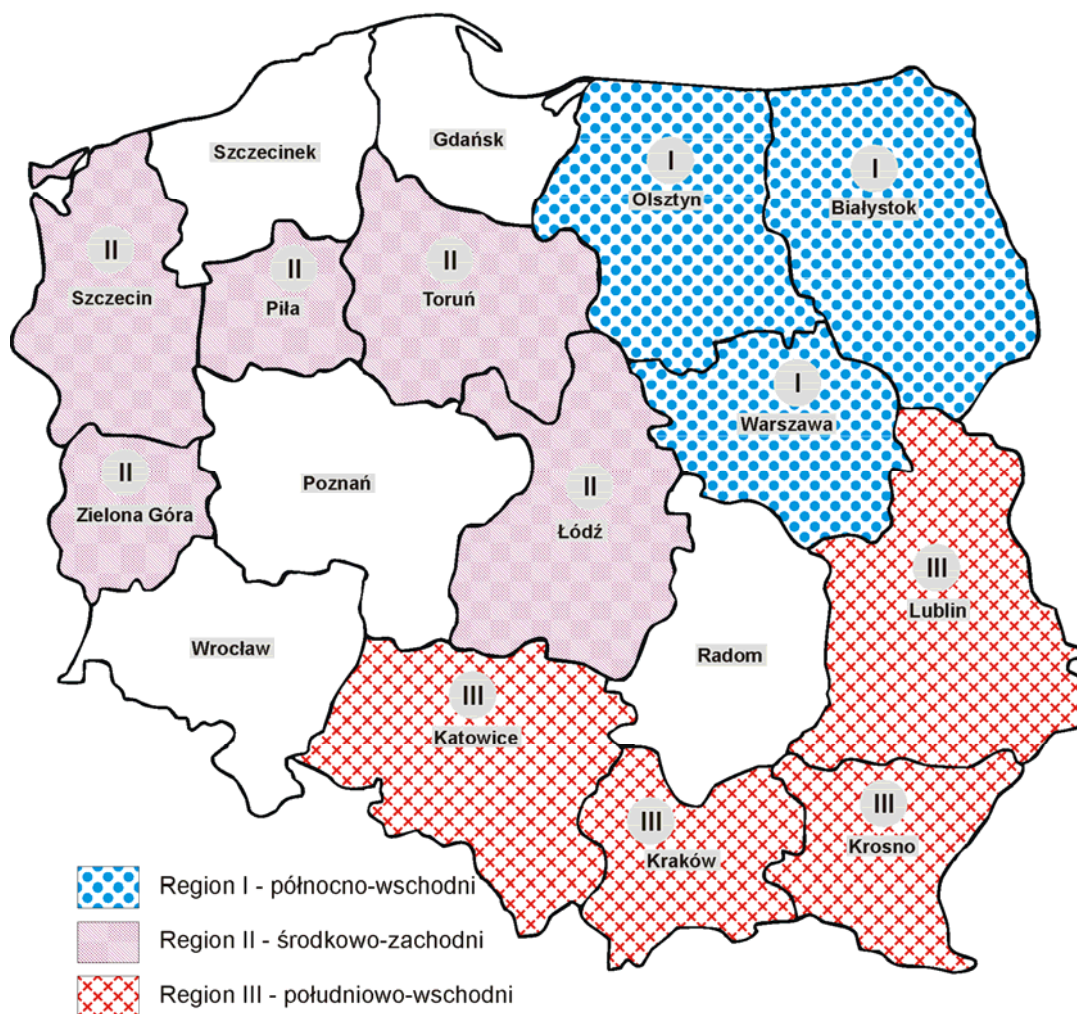 Szczecinek
Gdańsk
I
Olsztyn
I
Białystok
II
Szczecin
II
Piła
II
Toruń
I
Warszawa
II
Zielona Góra
Poznań
II
Łódź
III
Lublin
Wrocław
Radom
III
Katowice
III
Kraków
III
Krosno
Region I - północno-wschodni
Region II - środkowo-zachodni
Region III - południowo-wschodni